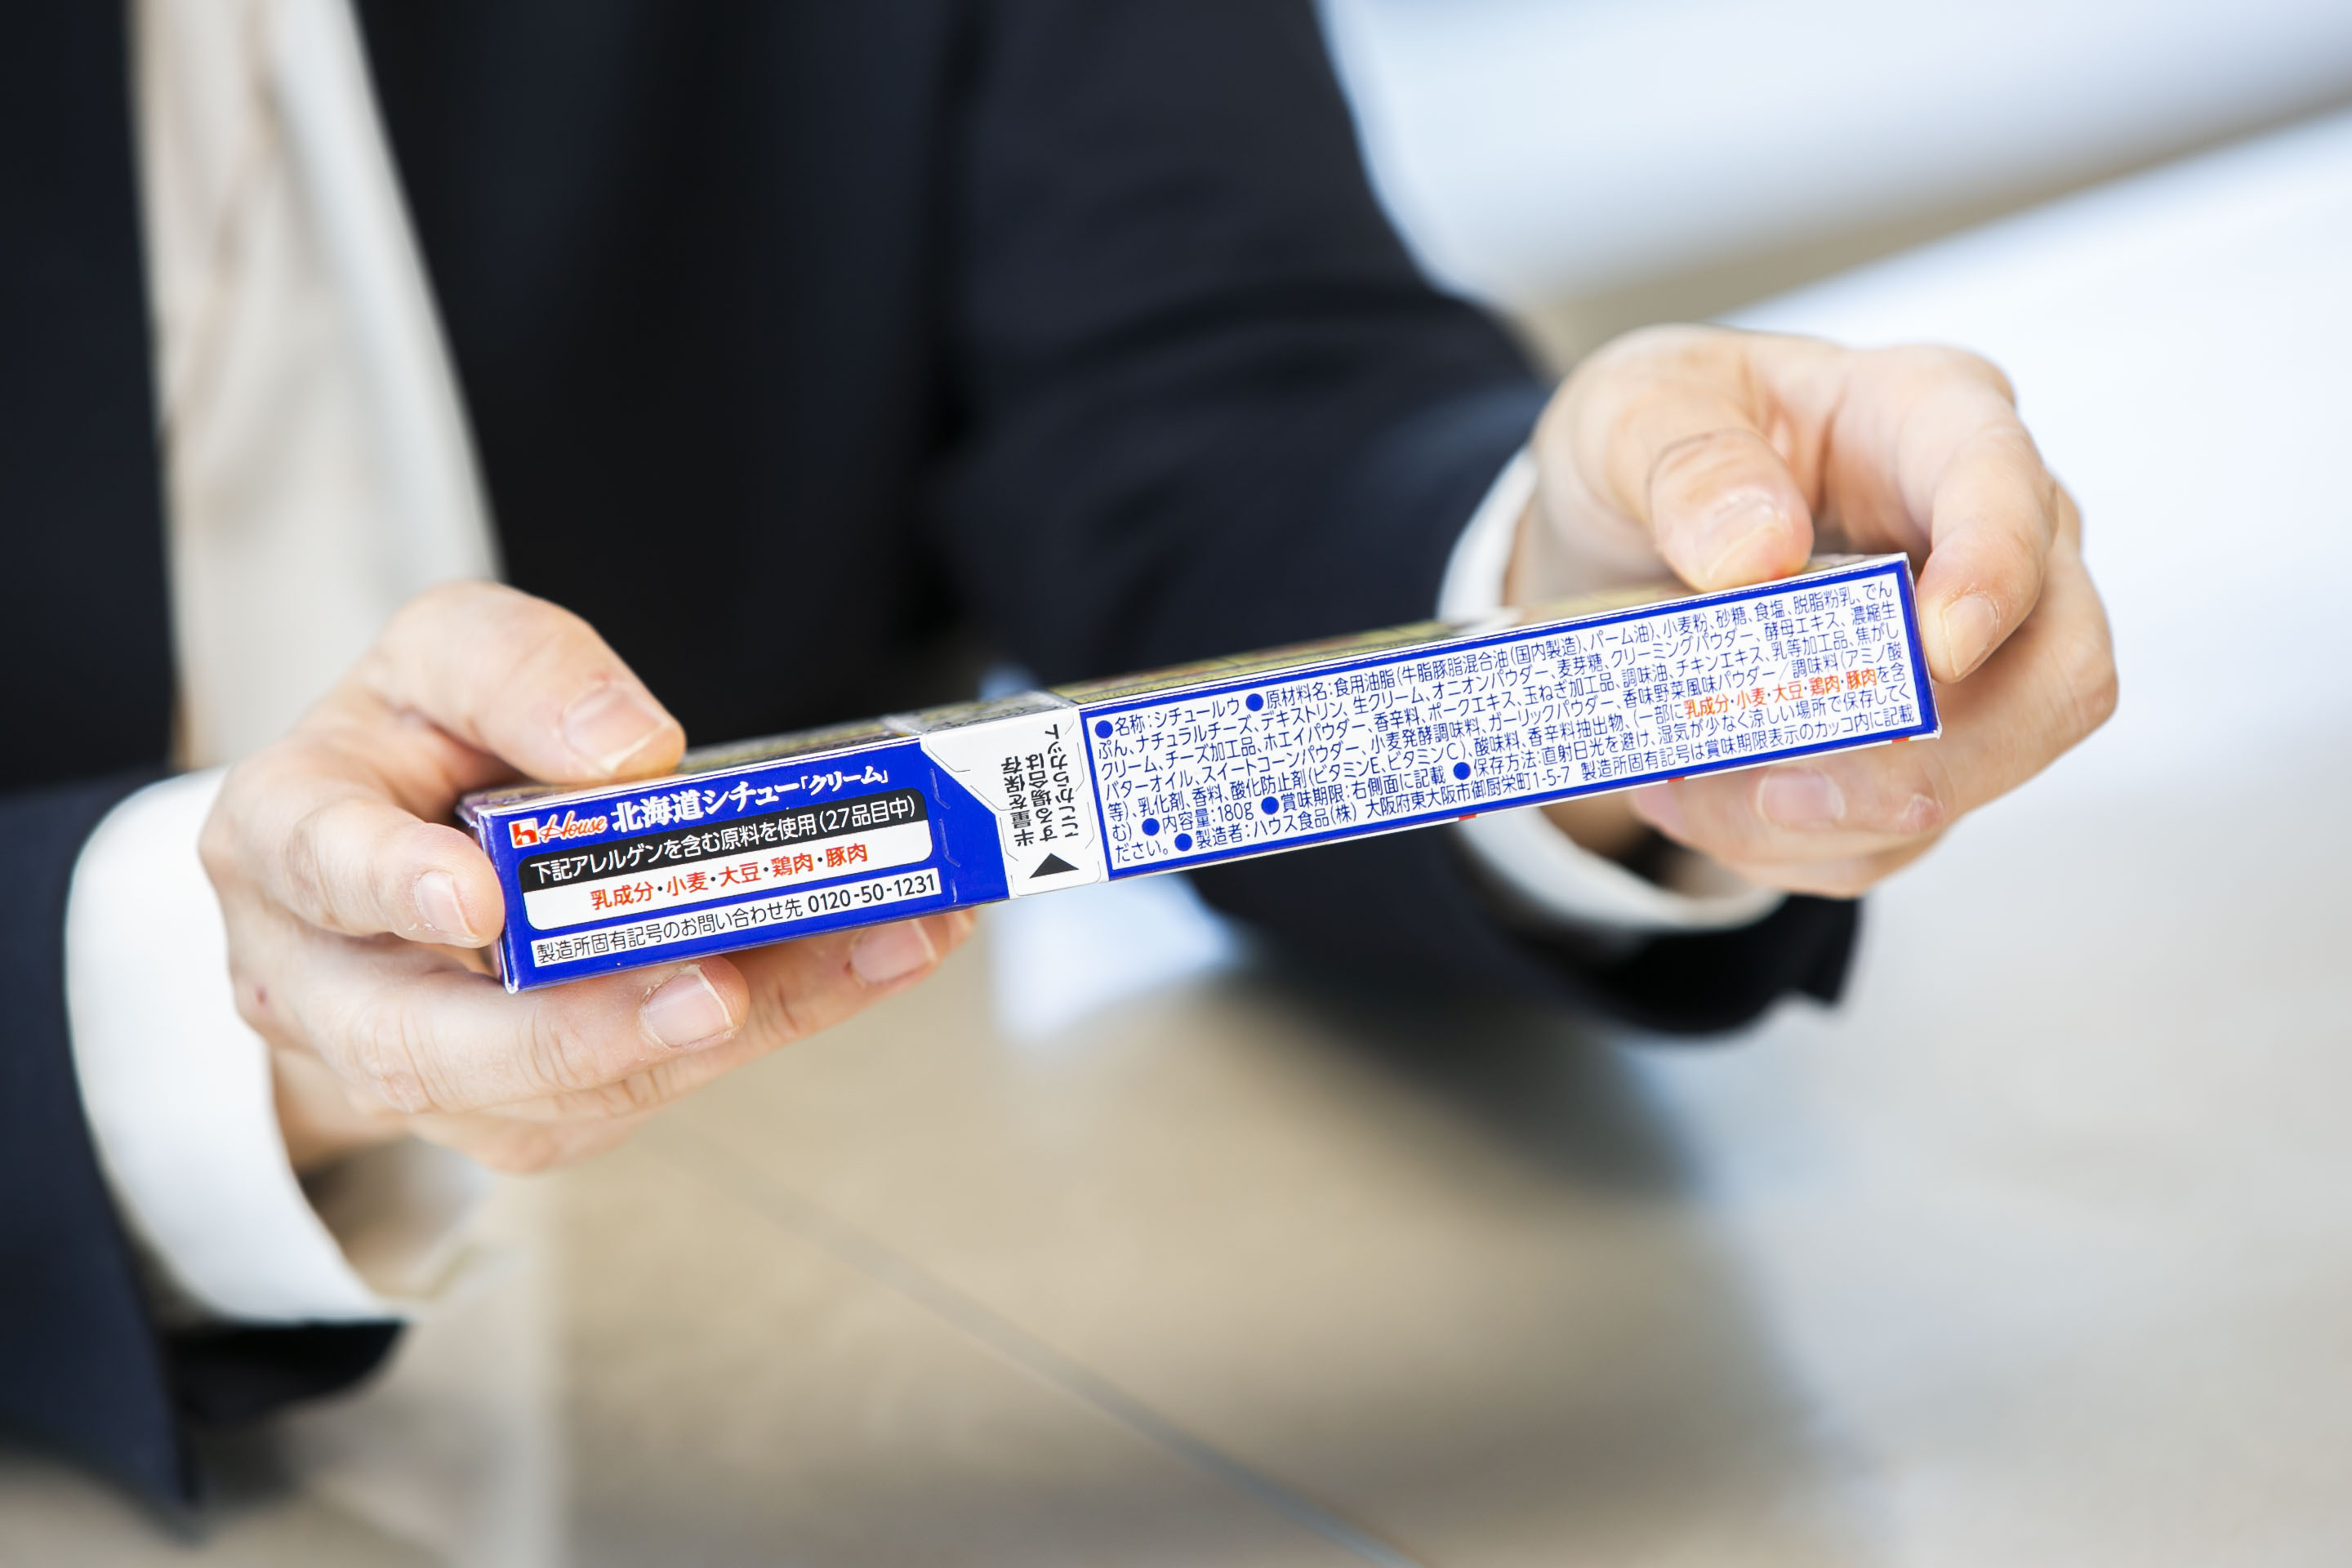 House 北海道シチュー「クリーム」
下記アレルゲンを含む原料を使用(27品目中)
乳成分・小麦・大豆・鶏肉・豚肉
製造所固有記号のお問い合わせ先 0120-50-1231
半量を保存
する場合は
ここからカット
●名称:シチュールウ ●原材料名:食用油脂(牛脂豚脂混合油(国内製造)、パーム油)、小麦粉、砂糖、食塩、脱脂粉乳、でん
ぷん、ナチュラルチーズ、デキストリン、生クリーム、オニオンパウダー、麦芽糖、クリーミングパウダー、酵母エキス、濃縮生
クリーム、チーズ加工品、ホエイパウダー、香辛料、ポークエキス、玉ねぎ加工品、調味油、チキンエキス、乳等加工品、焦がし
バターオイル、スイートコーンパウダー、小麦発酵調味料、ガーリックパウダー、香味野菜風味パウダー/調味料(アミノ酸
等)、乳化剤、香料、酸化防止剤(ビタミンE、ビタミンC)、酸味料、香辛料抽出物、(一部に乳成分・小麦・大豆・鶏肉・豚肉を含
む) ●内容量:180g ●賞味期限:右側面に記載 ●保存方法:直射日光を避け、湿気が少なく涼しい場所で保存してく
ださい。 ●製造者:ハウス食品(株) 大阪府東大阪市御厨栄町1-5-7 製造所固有記号は賞味期限表示のカッコ内に記載